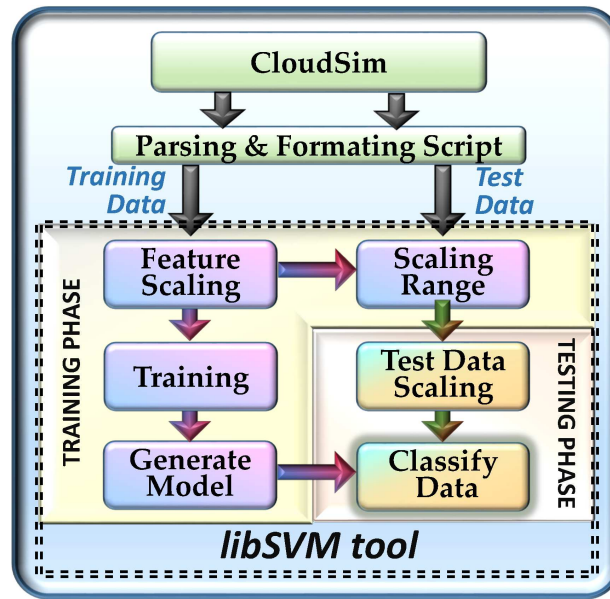 CloudSim
Parsing & Formating Script
Training
Data
Test
Data
TRAINING PHASE
Feature
Scaling
Scaling
Range
Training
Test Data
Scaling
TESTING PHASE
Generate
Model
Classify
Data
libSVM tool